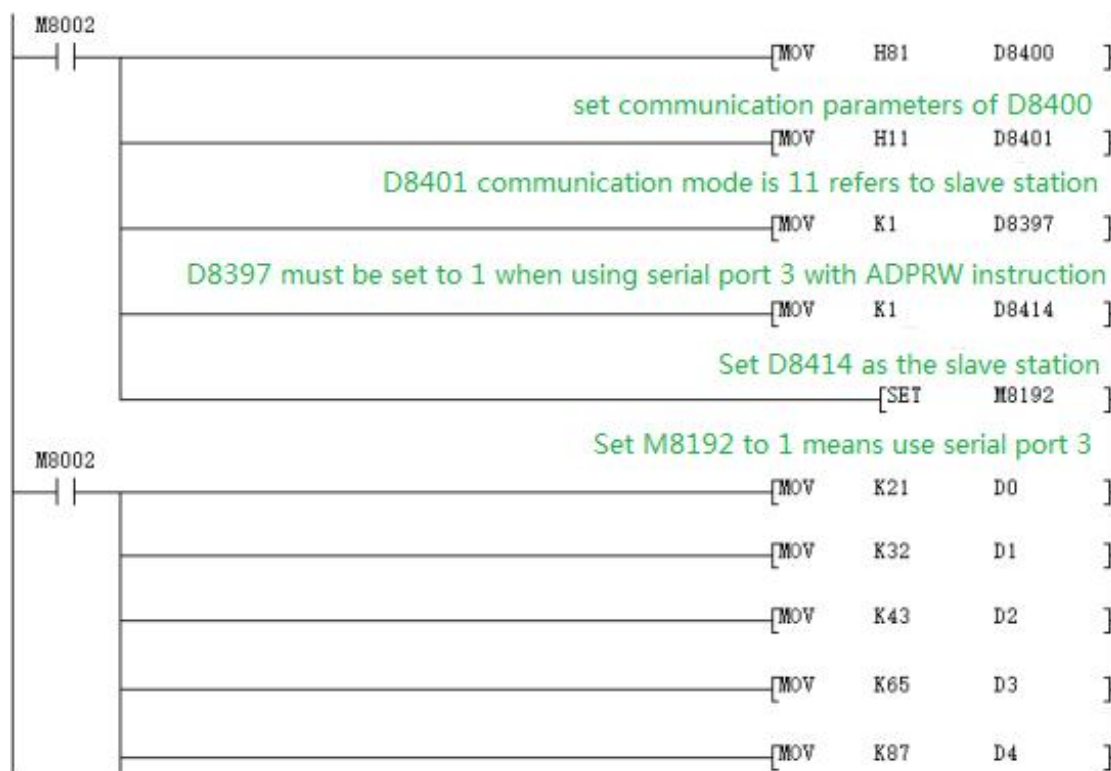 M8002
[MOV H81 D8400 ]
set communication parameters of D8400
[MOV H11 D8401 ]
D8401 communication mode is 11 refers to slave station
[MOV K1 D8397 ]
D8397 must be set to 1 when using serial port 3 with ADPRW instruction
[MOV K1 D8414 ]
Set D8414 as the slave station
[SET M8192 ]
Set M8192 to 1 means use serial port 3
M8002
[MOV K21 D0 ]
[MOV K32 D1 ]
[MOV K43 D2 ]
[MOV K65 D3 ]
[MOV K87 D4 ]